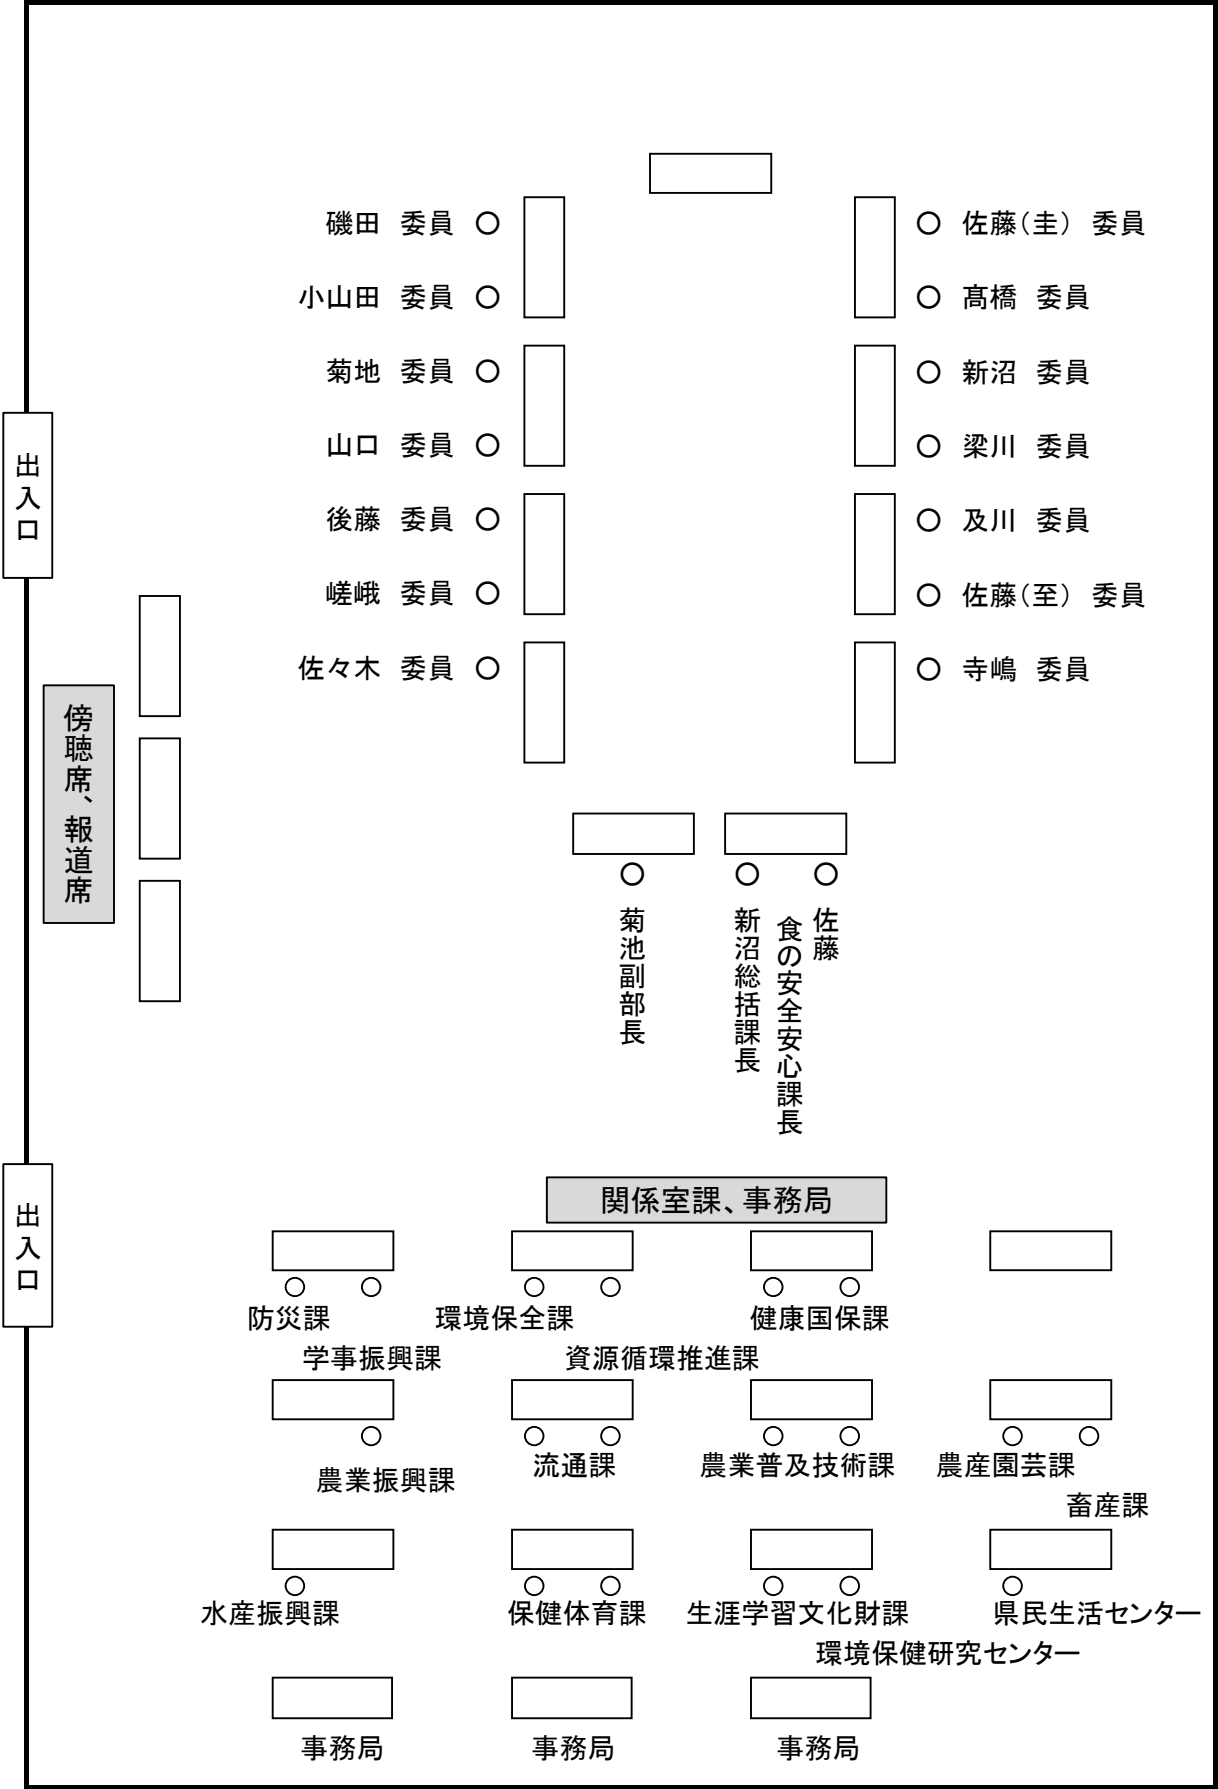 磯田 委員
佐藤(圭) 委員
小山田 委員
髙橋 委員
菊地 委員
新沼 委員
山口 委員
梁川 委員
後藤 委員
及川 委員
嵯峨 委員
佐藤(至) 委員
佐々木 委員
寺嶋 委員
出入口
傍聴席、報道席
菊池副部長
新沼総括課長
佐藤
食の安全安心課長
出入口
関係室課、事務局
防災課
環境保全課
健康国保課
学事振興課
資源循環推進課
農業振興課
流通課
農業普及技術課
農産園芸課
畜産課
水産振興課
保健体育課
生涯学習文化財課
県民生活センター
環境保健研究センター
事務局
事務局
事務局